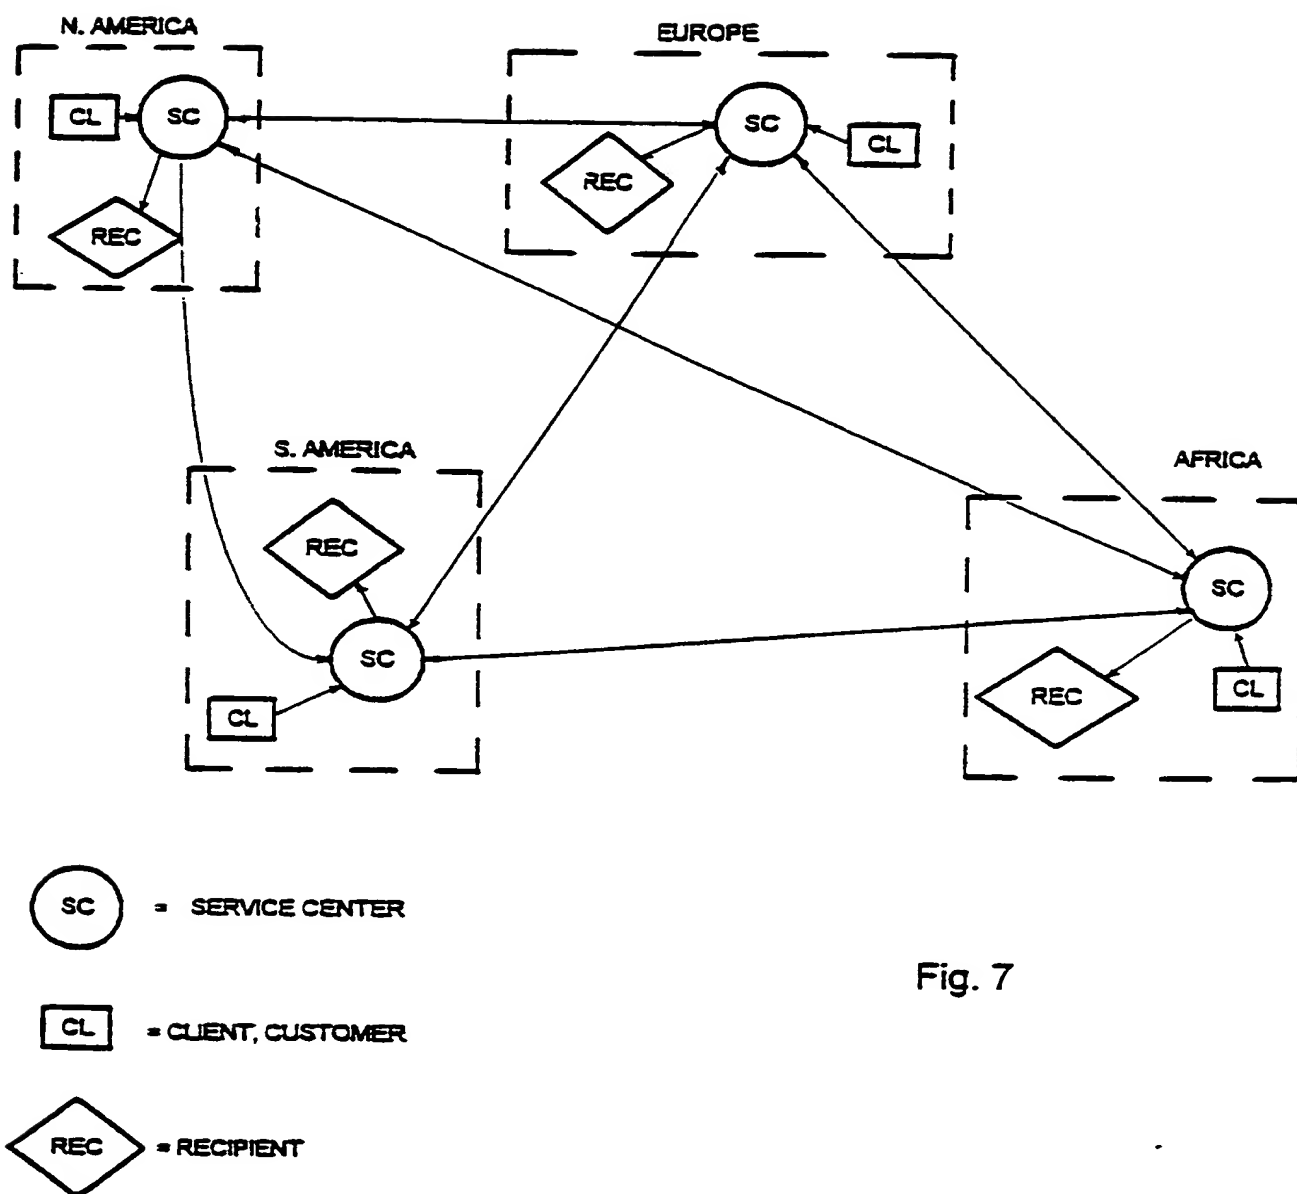 N. AMERICA
EUROPE
CL
SC
SC
CL
REC
REC
S. AMERICA
AFRICA
REC
SC
SC
CL
REC
CL
SC = SERVICE CENTER
Fig. 7
CL = CLIENT, CUSTOMER
REC = RECIPIENT